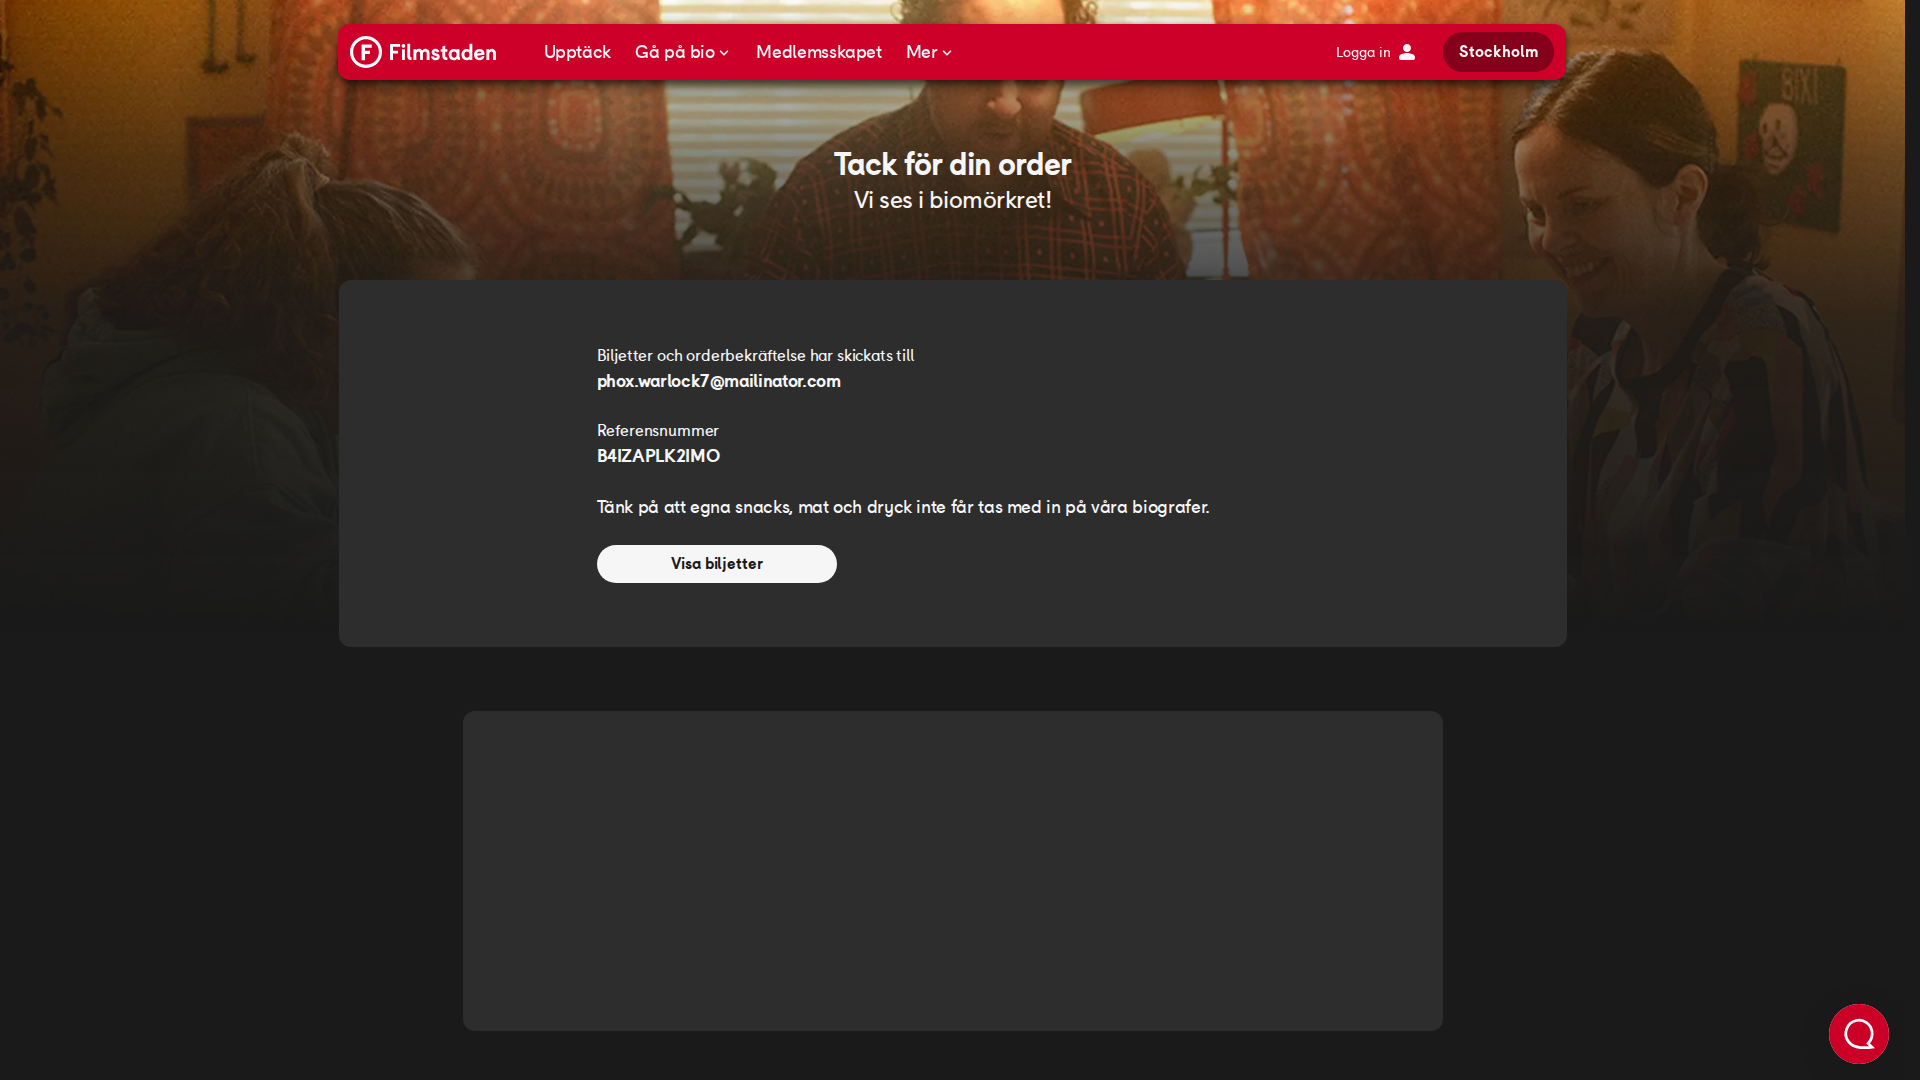 Filmstaden
Upptäck
Gå på bio
Medlemsskapet
Mer
Logga in
Stockholm
BIXI
Tack för din order
Vi ses i biomörkret!
Biljetter och orderbekräftelse har skickats till
phox.warlock7@mailinator.com
Referensnummer
B4IZAPLK2IMO
Tänk på att egna snacks, mat och dryck inte får tas med in på våra biografer.
Visa biljetter